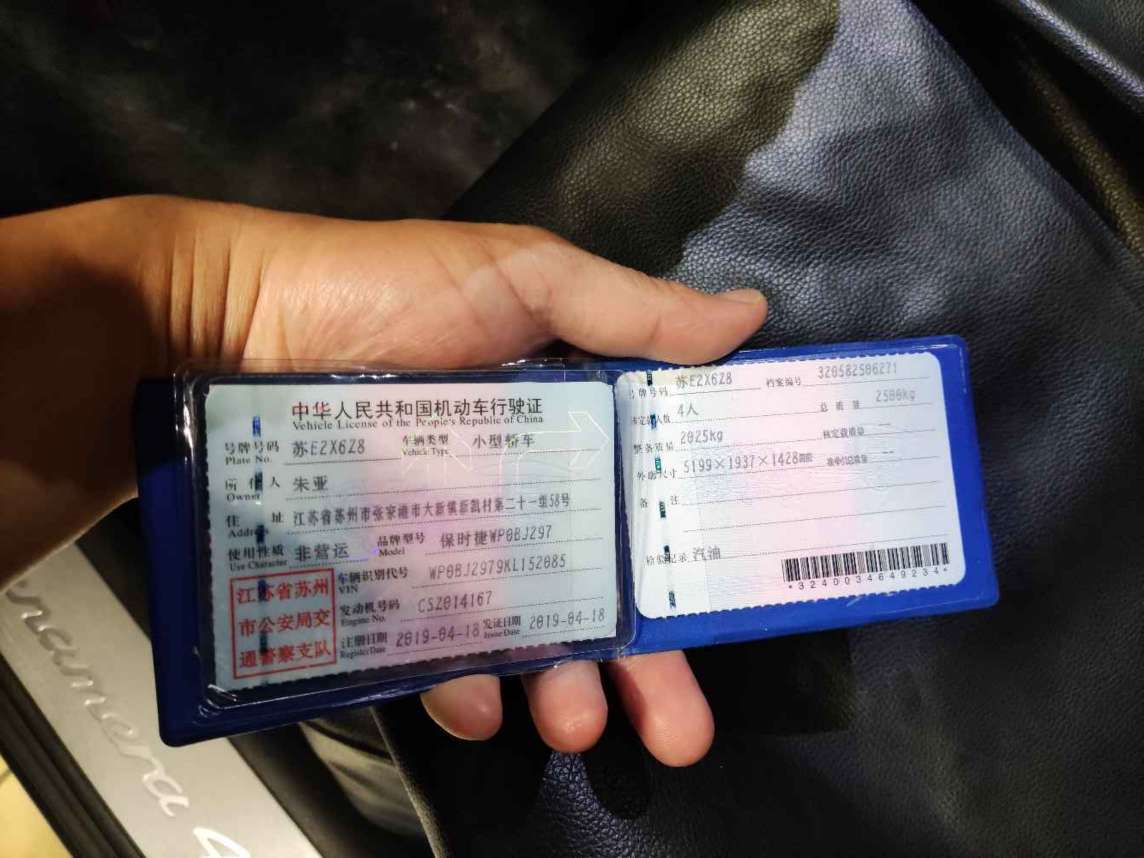 中华人民共和国机动车行驶证
Vehicle License of the People's Republic of China
号牌号码 苏E2X6Z8 车辆类型 小型轿车
Plate No. Vehicle Type
所有人 朱亚
Owner
住址 江苏省苏州市张家港市大新镇新凯村第二十一组58号
Address
使用性质 非营运 品牌型号 保时捷WP0BJ297
Use Character Model
江苏省苏州
市公安局交
通警察支队
车辆识别代号 WP0BJ2979KL152085
VIN
发动机号码 CSZ014167
Engine No.
注册日期 2019-04-18 发证日期 2019-04-18
Register Date Issue Date
号牌号码 苏E2X6Z8 档案编号 320582506271
核定载人数 4人 总质量 2500kg
整备质量 2025kg 核定载质量 --
外廓尺寸 5199×1937×1428mm 准牵引总质量 --
备注
检验记录 汽油
*3240034649234*
namera 4